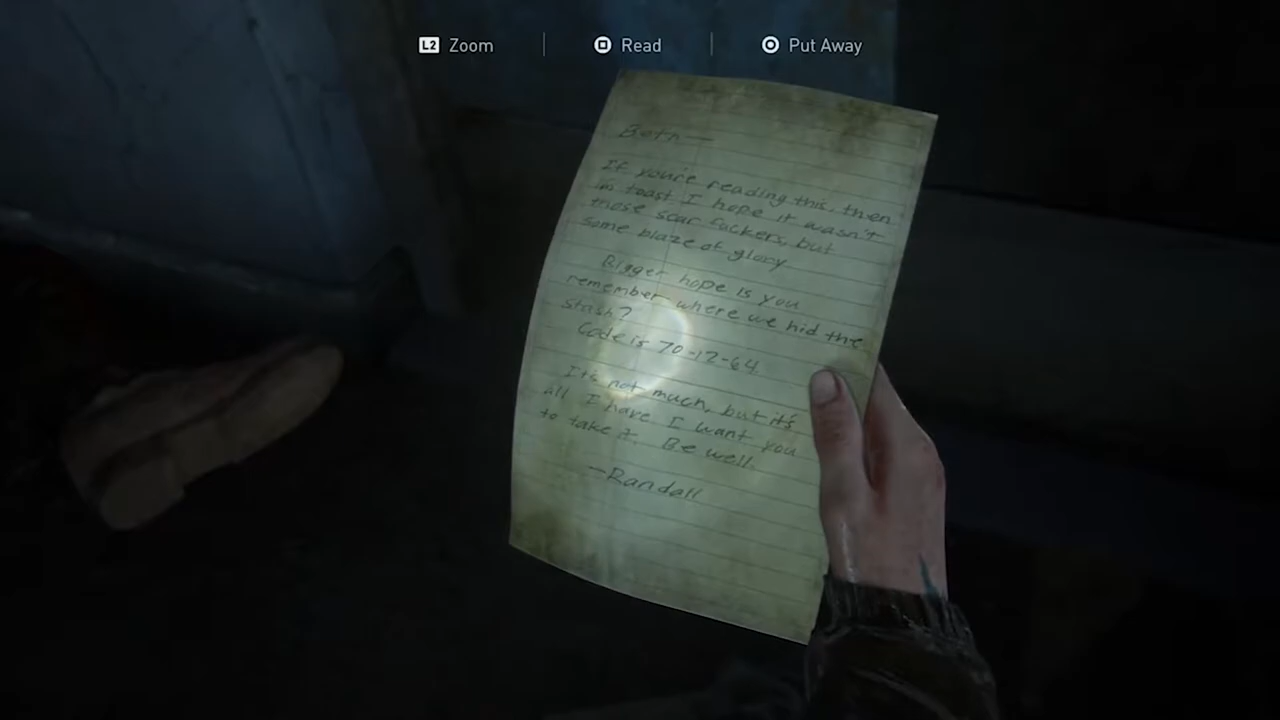 L2 Zoom | Read | Put Away
Beth—
If you're reading this, then
I'm toast I hope it wasn't
those scar fuckers, but
some blaze of glory
Bigger hope is you
remember where we hid the
stash?
Code is 70-12-64.
It's not much, but it's
all I have I want you
to take it. Be well.
—Randall